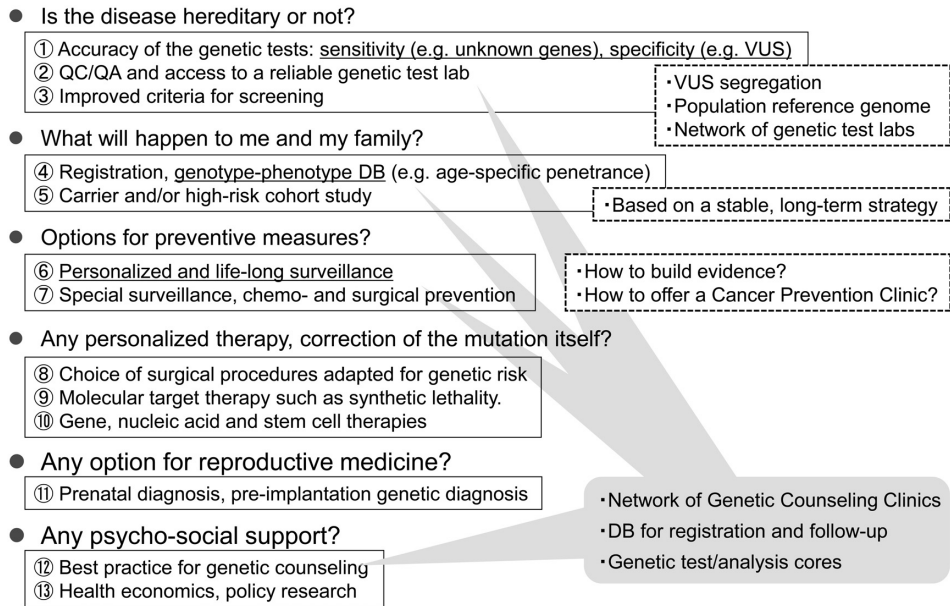 ● Is the disease hereditary or not?
① Accuracy of the genetic tests: sensitivity (e.g. unknown genes), specificity (e.g. VUS)
② QC/QA and access to a reliable genetic test lab
③ Improved criteria for screening
・VUS segregation
・Population reference genome
・Network of genetic test labs
● What will happen to me and my family?
④ Registration, genotype-phenotype DB (e.g. age-specific penetrance)
⑤ Carrier and/or high-risk cohort study
・Based on a stable, long-term strategy
● Options for preventive measures?
⑥ Personalized and life-long surveillance
⑦ Special surveillance, chemo- and surgical prevention
・How to build evidence?
・How to offer a Cancer Prevention Clinic?
● Any personalized therapy, correction of the mutation itself?
⑧ Choice of surgical procedures adapted for genetic risk
⑨ Molecular target therapy such as synthetic lethality.
⑩ Gene, nucleic acid and stem cell therapies
● Any option for reproductive medicine?
⑪ Prenatal diagnosis, pre-implantation genetic diagnosis
● Any psycho-social support?
⑫ Best practice for genetic counseling
⑬ Health economics, policy research
・Network of Genetic Counseling Clinics
・DB for registration and follow-up
・Genetic test/analysis cores